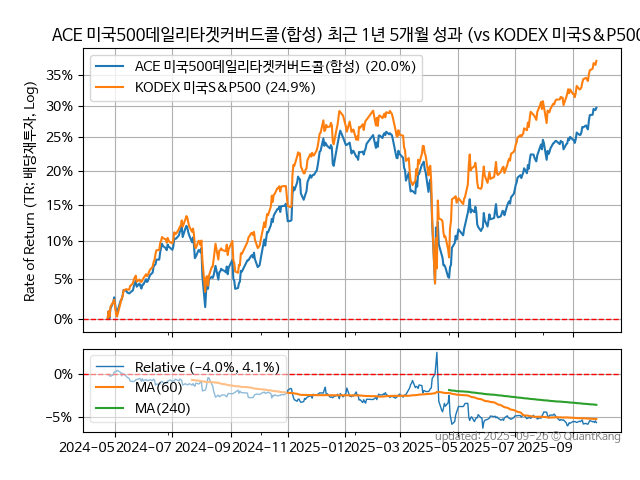 ACE 미국500데일리타겟커버드콜(합성) 최근 1년 5개월 성과 (vs KODEX 미국S&P500
Rate of Return (TR: 배당재투자, Log)
ACE 미국500데일리타겟커버드콜(합성) (20.0%)
KODEX 미국S&P500 (24.9%)
35%
30%
25%
20%
15%
10%
5%
0%
Relative (−4.0%, 4.1%)
MA(60)
MA(240)
0%
−5%
2024−05 2024−07 2024−09 2024−11 2025−01 2025−03 2025−05 2025−07 2025−09
updated: 2025-09-26 © QuantKang